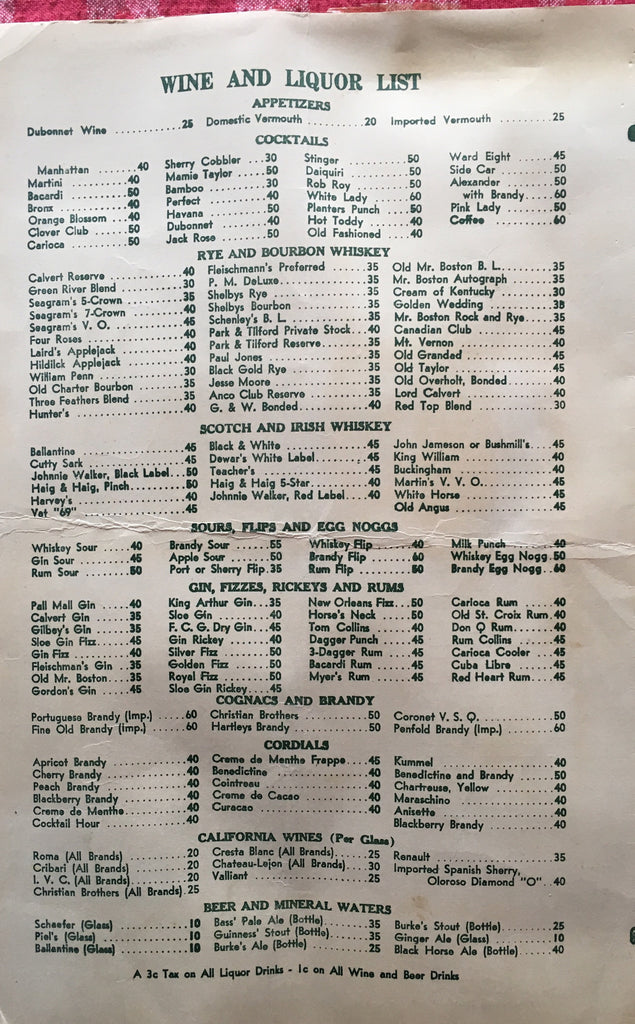 WINE AND LIQUOR LIST
APPETIZERS
Dubonnet Wine ........... 25 Domestic Vermouth .......... 20 Imported Vermouth .......... 25
COCKTAILS
Manhattan .... 40
Martini ........ 40
Bacardi ........ 50
Bronx .......... 40
Orange Blossom ... 40
Clover Club ..... 50
Carioca ........ 50
Sherry Cobbler ... 30
Mamie Taylor .... 50
Bamboo ........ 30
Perfect ........ 40
Havana ........ 50
Dubonnet ...... 40
Jack Rose ...... 50
Stinger ........ 50
Daiquiri ....... 50
Rob Roy ....... 50
White Lady .... 60
Planters Punch .. 50
Hot Toddy ..... 40
Old Fashioned ... 40
Ward Eight ..... 45
Side Car ....... 50
Alexander ...... 50
with Brandy .... 60
Pink Lady ...... 50
Coffee ........ 60
RYE AND BOURBON WHISKEY
Calvert Reserve ........... 40
Green River Blend ......... 30
Seagram's 5-Crown ......... 35
Seagram's 7-Crown ......... 40
Seagram's V. O. ........... 45
Four Roses ............... 40
Laird's Applejack .......... 40
Hildick Applejack .......... 40
William Penn ............. 30
Old Charter Bourbon ....... 35
Three Feathers Blend ....... 35
Hunter's ................. 40
Fleischmann's Preferred ...... 35
P. M. DeLuxe ............. 35
Shelbys Rye .............. 35
Shelbys Bourbon .......... 35
Schenley's B. L. ........... 35
Park & Tilford Private Stock ... 40
Park & Tilford Reserve ...... 35
Paul Jones ............... 35
Black Gold Rye ........... 35
Jesse Moore .............. 35
Anco Club Reserve ........ 35
G. & W. Bonded .......... 40
Old Mr. Boston B. L. ....... 35
Mr. Boston Autograph ...... 35
Cream of Kentucky ........ 30
Golden Wedding .......... 35
Mr. Boston Rock and Rye ... 35
Canadian Club ........... 45
Mt. Vernon .............. 45
Old Grandad ............. 45
Old Taylor .............. 45
Old Overholt, Bonded ...... 40
Lord Calvert ............. 40
Red Top Blend ........... 30
SCOTCH AND IRISH WHISKEY
Ballantine ............... 45
Cutty Sark ............... 45
Johnnie Walker, Black Label ... 50
Haig & Haig, Pinch ........ 50
Harvey's ................ 45
Vat "69" ................ 45
Black & White ............ 45
Dewar's White Label ....... 45
Teacher's ................ 45
Haig & Haig 5-Star ......... 40
Johnnie Walker, Red Label .... 40
John Jameson or Bushmill's .... 45
King William ............. 45
Buckingham ............. 40
Martin's V. V. O. ......... 45
White Horse ............. 45
Old Angus .............. 45
SOURS, FLIPS AND EGG NOGGS
Whiskey Sour ..... 40
Gin Sour ........ 45
Rum Sour ....... 50
Brandy Sour ..... 55
Apple Sour ...... 50
Port or Sherry Flip 35
Whiskey Flip ..... 40
Brandy Flip ...... 60
Rum Flip ........ 50
Milk Punch ...... 40
Whiskey Egg Nogg 50
Brandy Egg Nogg .. 60
GIN, FIZZES, RICKEYS AND RUMS
Pall Mall Gin ..... 40
Calvert Gin ...... 35
Gilbey's Gin ...... 35
Sloe Gin Fizz ..... 45
Gin Fizz ......... 40
Fleischman's Gin .. 35
Old Mr. Boston .... 35
Gordon's Gin ..... 45
King Arthur Gin ... 35
Sloe Gin ........ 40
F. C. G. Dry Gin ... 45
Gin Rickey ...... 40
Silver Fizz ....... 50
Golden Fizz ..... 50
Royal Fizz ....... 50
Sloe Gin Rickey .... 45
New Orleans Fizz ... 50
Horse's Neck ..... 50
Tom Collins ...... 40
Dagger Punch .... 45
3-Dagger Rum .... 45
Bacardi Rum ..... 45
Myer's Rum ...... 40
Carioca Rum ..... 40
Old St. Croix Rum . 40
Don Q Rum ..... 40
Rum Collins ..... 45
Carioca Cooler ... 45
Cuba Libre ...... 45
Red Heart Rum ... 45
COGNACS AND BRANDY
Portuguese Brandy (Imp.) ..... 60
Fine Old Brandy (imp.) ....... 60
Christian Brothers .......... 50
Hartleys Brandy ............ 50
Coronet V. S. Q. ........... 50
Penfold Brandy (Imp.) ....... 60
CORDIALS
Apricot Brandy ............ 40
Cherry Brandy ............ 40
Peach Brandy ............. 40
Blackberry Brandy ......... 40
Creme de Menthe .......... 40
Cocktail Hour ............ 40
Creme de Menthe Frappe .... 45
Benedictine .............. 40
Cointreau ............... 40
Creme de Cacao .......... 40
Curacao ................ 40
Kummel ................. 40
Benedictine and Brandy ..... 50
Chartreuse, Yellow ......... 40
Maraschino .............. 40
Anisette ................ 40
Blackberry Brandy ......... 40
CALIFORNIA WINES (Per Glass)
Roma (All Brands) .......... 20
Cribari (All Brands) ......... 20
I. V. C. (All Brands) ......... 20
Christian Brothers (All Brands) 25
Cresta Blanc (All Brands) ...... 25
Chateau-Lejon (All Brands) .... 30
Valliant ................. 25
Renault ................. 35
Imported Spanish Sherry,
Oloroso Diamond "O" .. 40
BEER AND MINERAL WATERS
Schaefer (Glass) ........... 10
Piel's (Glass) .............. 10
Ballantine (Glass) .......... 10
Bass' Pale Ale (Bottle) ....... 35
Guinness' Stout (Bottle) ...... 35
Burke's Ale (Bottle) ......... 25
Burke's Stout (Bottle) ....... 25
Ginger Ale (Glass) ......... 10
Black Horse Ale (Bottle) ..... 40
A 3c Tax on All Liquor Drinks - 1c on All Wine and Beer Drinks